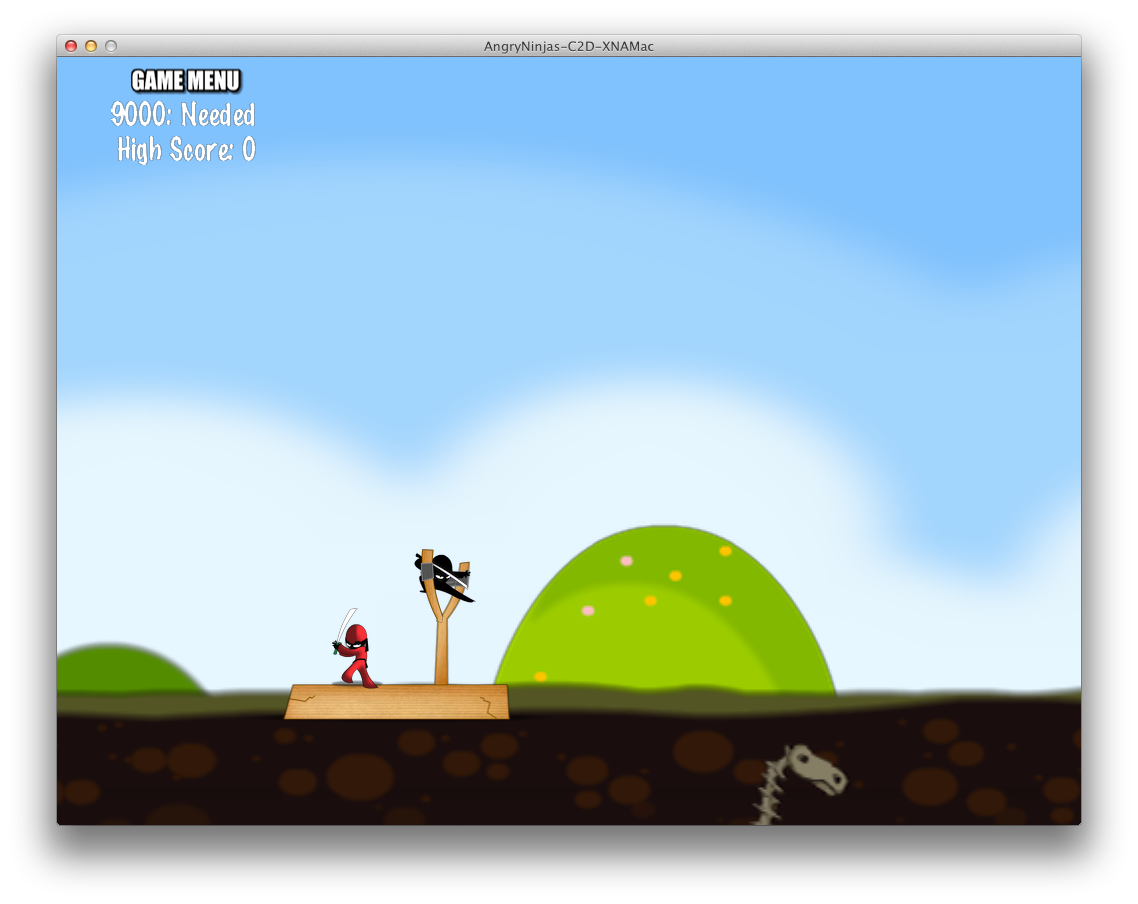 AngryNinjas-C2D-XNAMac
GAME MENU
9000: Needed
High Score: 0